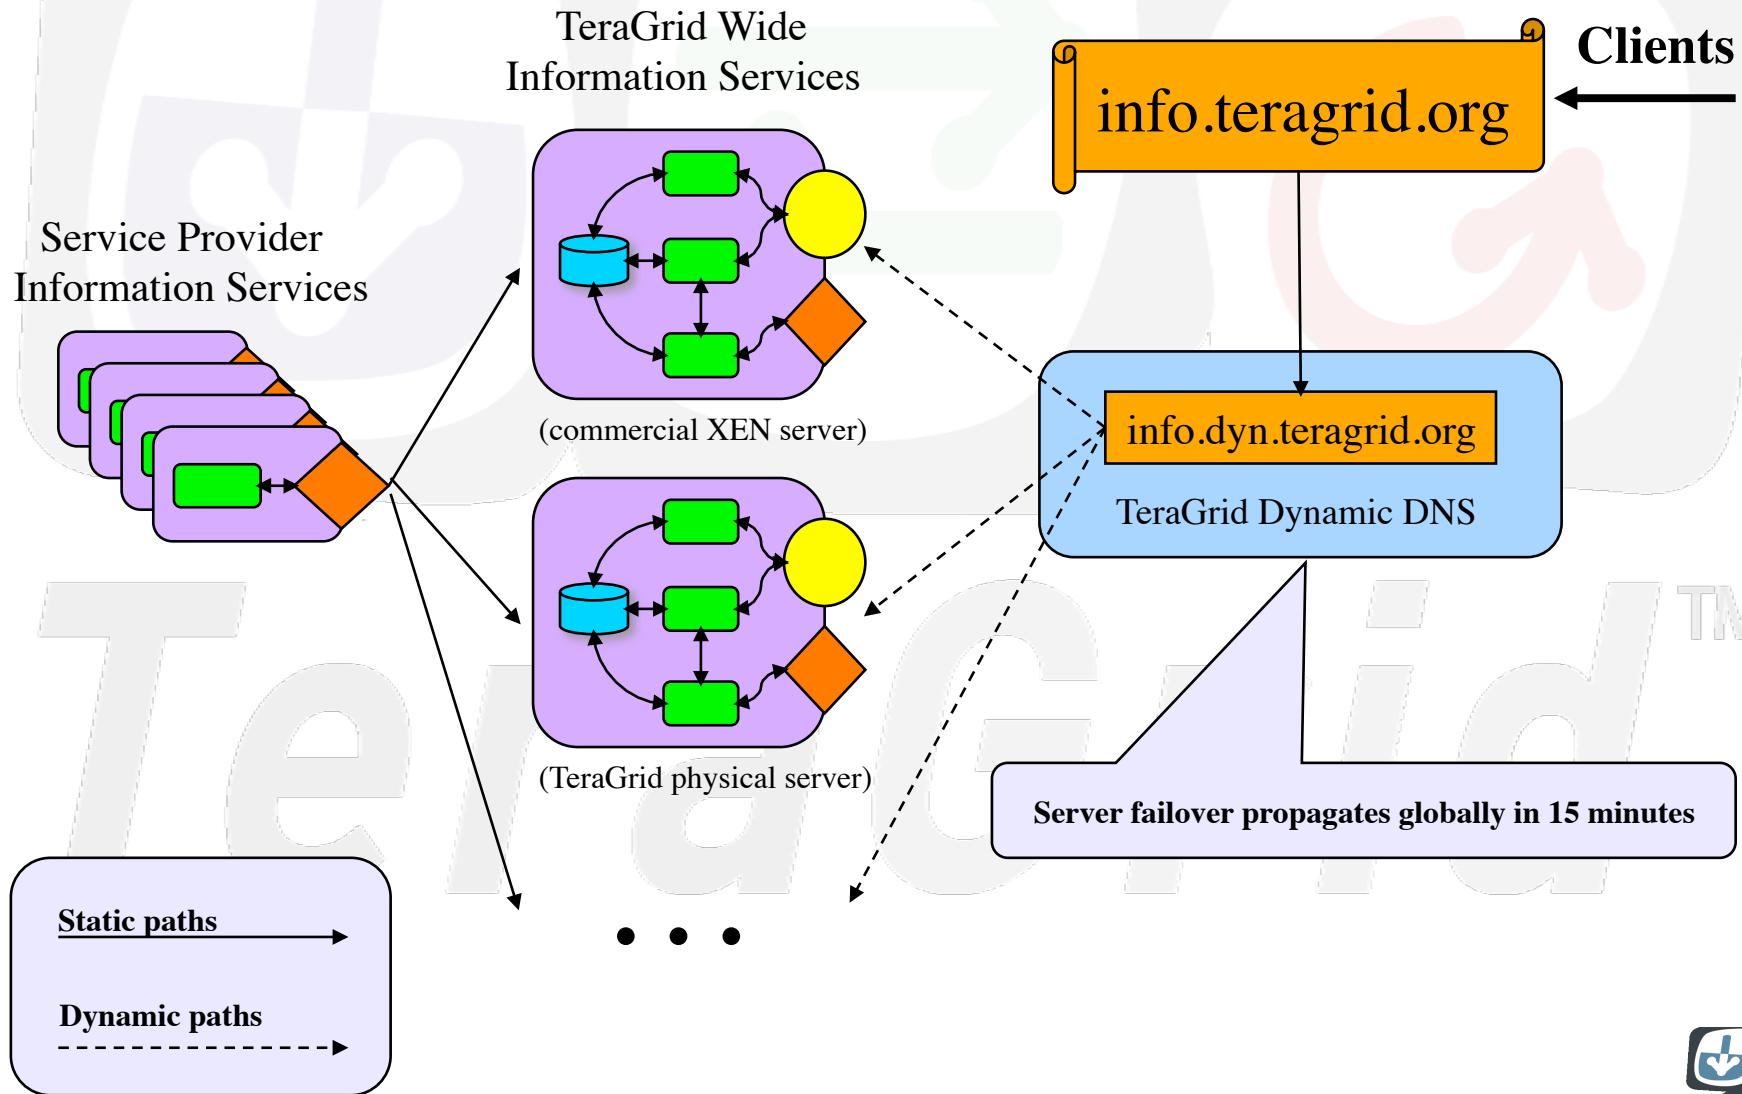 TeraGrid Wide
Information Services
Clients
info.teragrid.org
Service Provider
Information Services
(commercial XEN server)
info.dyn.teragrid.org
TeraGrid Dynamic DNS
(TeraGrid physical server)
Server failover propagates globally in 15 minutes
Static paths
Dynamic paths
TeraGrid™